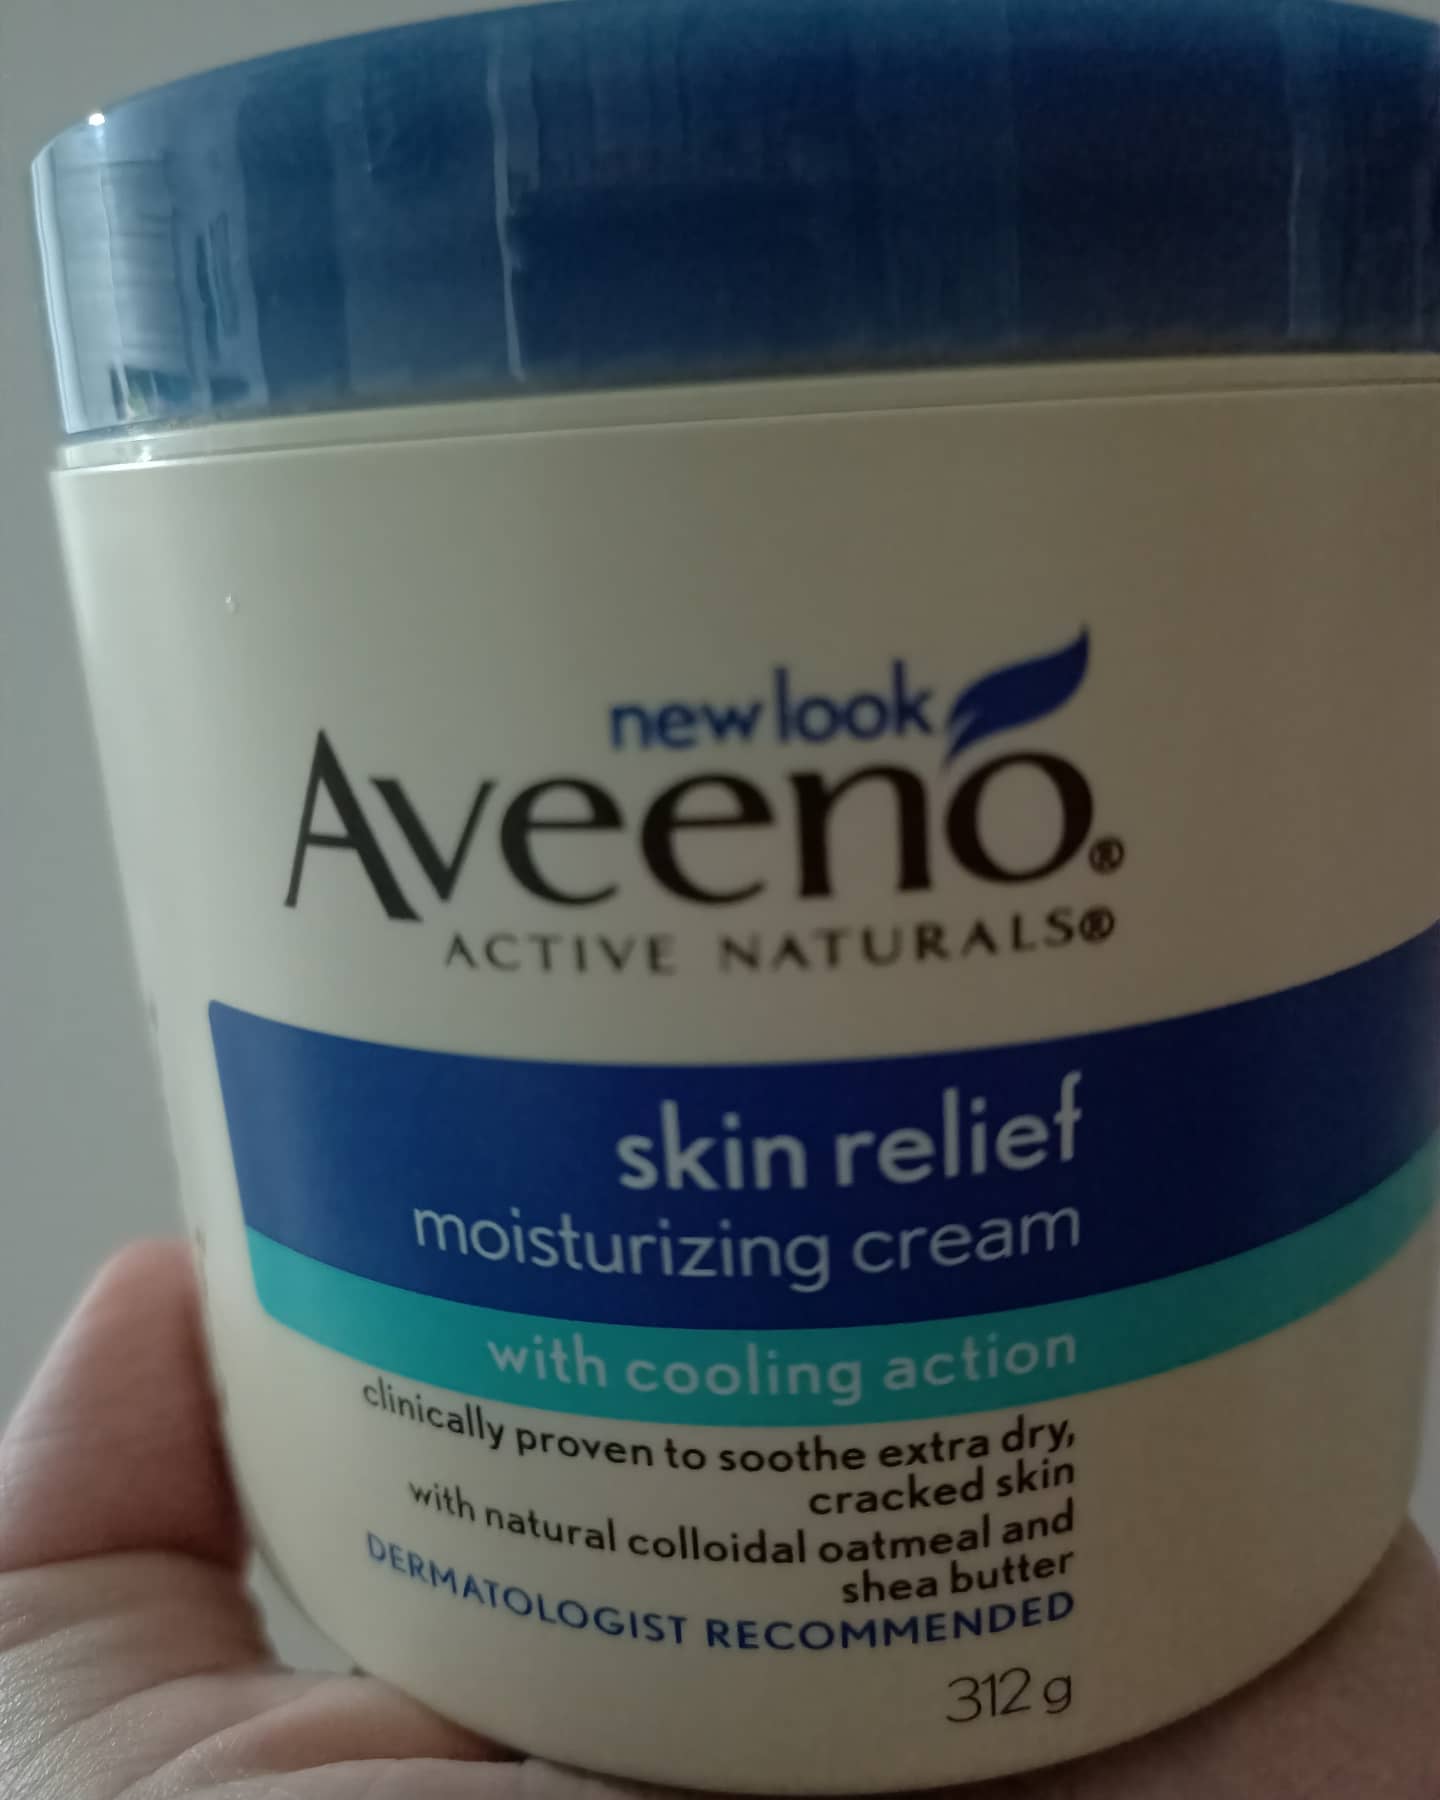 new look
Aveeno®
ACTIVE NATURALS®
skin relief
moisturizing cream
with cooling action
clinically proven to soothe extra dry,
cracked skin
with natural colloidal oatmeal and
shea butter
DERMATOLOGIST RECOMMENDED
312 g